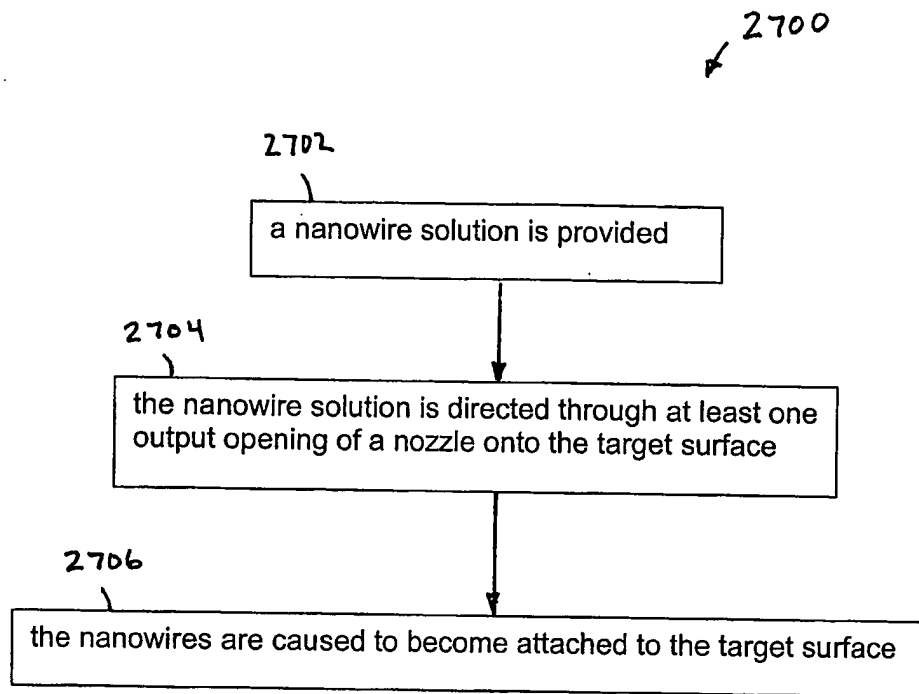 2700
2702
a nanowire solution is provided
2704
the nanowire solution is directed through at least one
output opening of a nozzle onto the target surface
2706
the nanowires are caused to become attached to the target surface